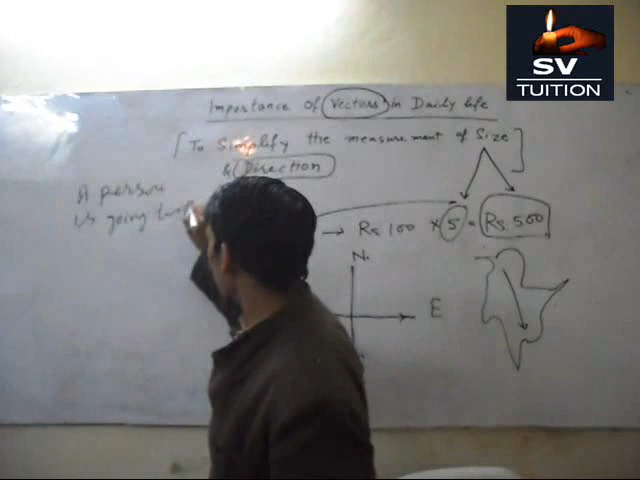 SV
TUITION
Importance of Vectors in Daily life
[To Simplify the measurement of Size]
& Direction
A person
is going
→ Rs. 100 × 5 = Rs. 500
N.
E